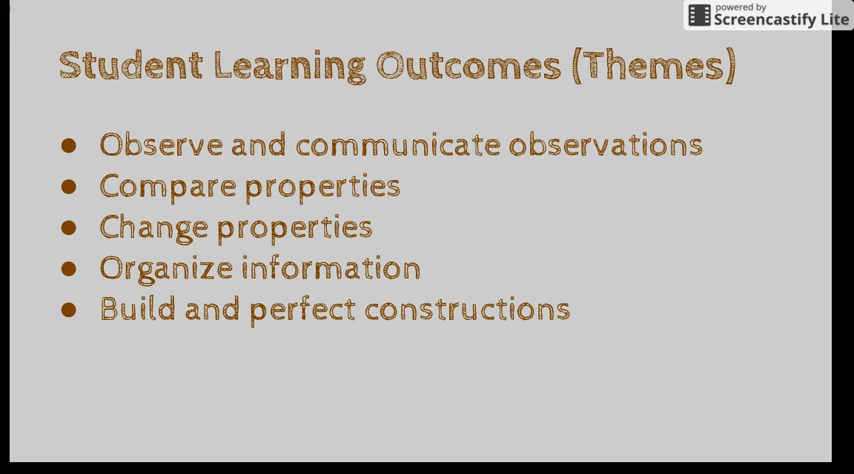 powered by
Screencastify Lite
Student Learning Outcomes (Themes)
● Observe and communicate observations
● Compare properties
● Change properties
● Organize information
● Build and perfect constructions